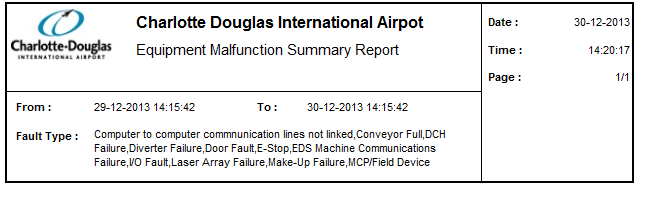 Charlotte Douglas International Airpot
Equipment Malfunction Summary Report
Charlotte·Douglas
INTERNATIONAL AIRPORT
Date : 30-12-2013
Time : 14:20:17
Page : 1/1
From : 29-12-2013 14:15:42 To : 30-12-2013 14:15:42
Fault Type : Computer to computer commnunication lines not linked,Conveyor Full,DCH
Failure,Diverter Failure,Door Fault,E-Stop,EDS Machine Communications
Failure,I/O Fault,Laser Array Failure,Make-Up Failure,MCP/Field Device